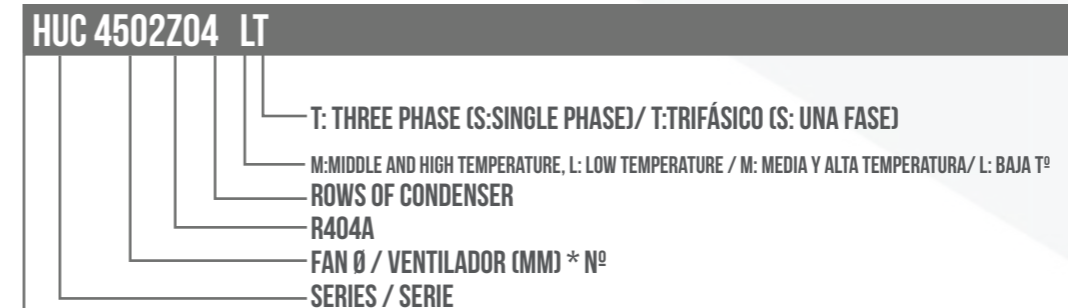 HUC 4502Z04 LT
T: THREE PHASE (S:SINGLE PHASE)/ T:TRIFÁSICO (S: UNA FASE)
M:MIDDLE AND HIGH TEMPERATURE, L: LOW TEMPERATURE / M: MEDIA Y ALTA TEMPERATURA/ L: BAJA Tº
ROWS OF CONDENSER
R404A
FAN Ø / VENTILADOR (MM) * Nº
SERIES / SERIE